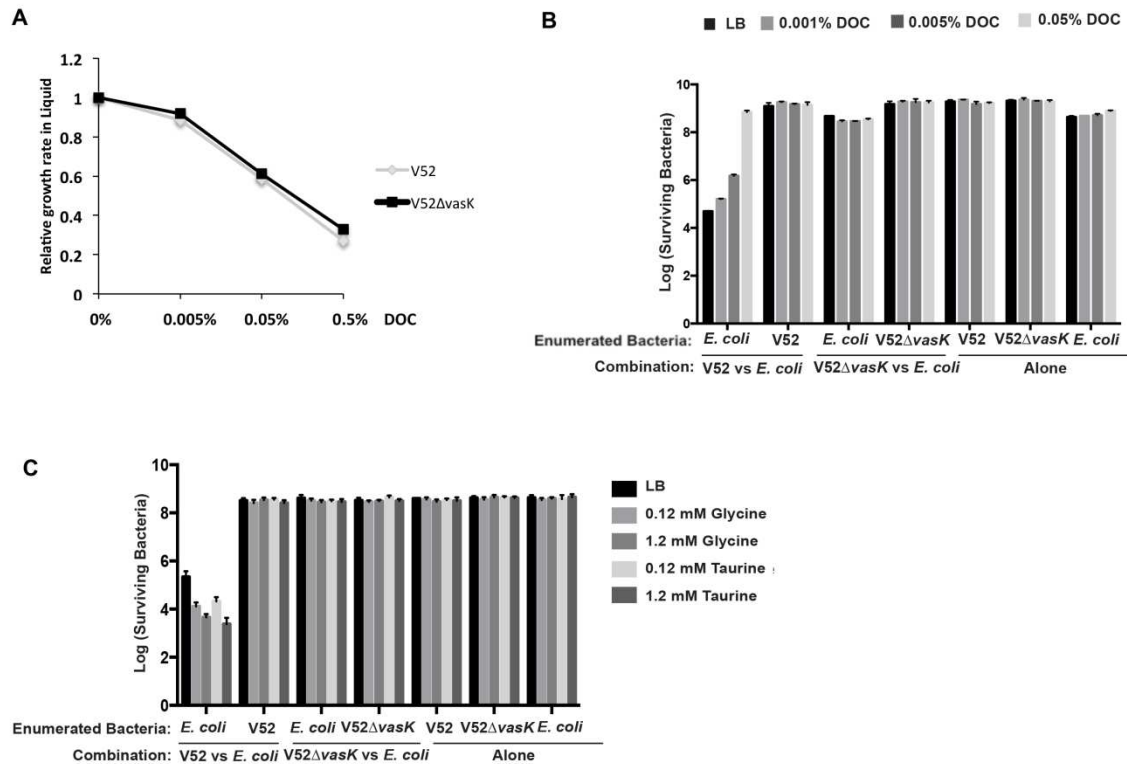 A
Relative growth rate in Liquid
1.2
1
0.8
0.6
0.4
0.2
0
0% 0.005% 0.05% 0.5% DOC
V52
V52ΔvasK
B
LB 0.001% DOC 0.005% DOC 0.05% DOC
Log (Surviving Bacteria)
10
8
6
4
2
0
Enumerated Bacteria: E. coli V52 E. coli V52ΔvasK V52 V52ΔvasK E. coli
Combination: V52 vs E. coli V52ΔvasK vs E. coli Alone
C
Log (Surviving Bacteria)
10
8
6
4
2
0
LB
0.12 mM Glycine
1.2 mM Glycine
0.12 mM Taurine
1.2 mM Taurine
Enumerated Bacteria: E. coli V52 E. coli V52ΔvasK V52 V52ΔvasK E. coli
Combination: V52 vs E. coli V52ΔvasK vs E. coli Alone